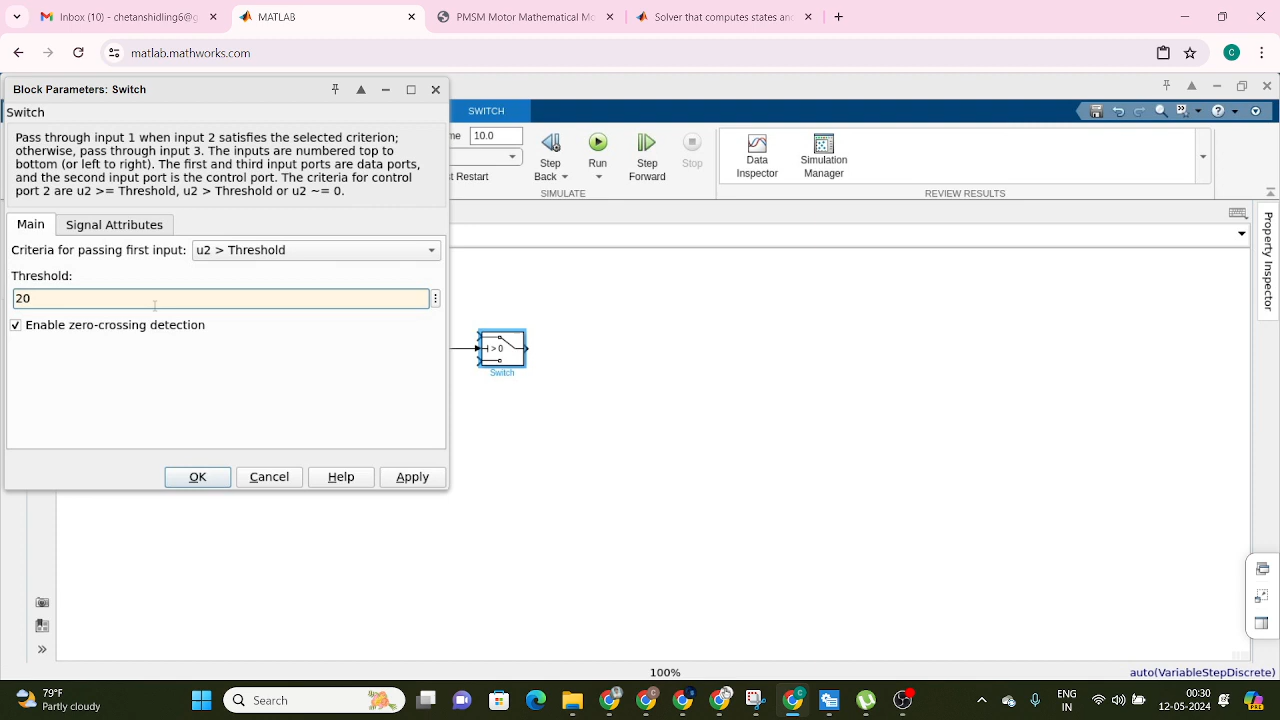 Inbox (10) - chetanshidling6@g
MATLAB
PMSM Motor Mathematical Mo
Solver that computes states and
matlab.mathworks.com
C
Block Parameters: Switch
Switch
Pass through input 1 when input 2 satisfies the selected criterion;
otherwise, pass through input 3. The inputs are numbered top to
bottom (or left to right). The first and third input ports are data ports,
and the second input port is the control port. The criteria for control
port 2 are u2 >= Threshold, u2 > Threshold or u2 ~= 0.
Main
Signal Attributes
Criteria for passing first input:
u2 > Threshold
Threshold:
20
Enable zero-crossing detection
OK
Cancel
Help
Apply
SWITCH
me
10.0
st Restart
Step
Back
Run
Step
Forward
Stop
SIMULATE
Data
Inspector
Simulation
Manager
REVIEW RESULTS
Property Inspector
> 0
Switch
100%
auto(VariableStepDiscrete)
79°F
Partly cloudy
Search
ENG
IN
00:30
12-05-2024